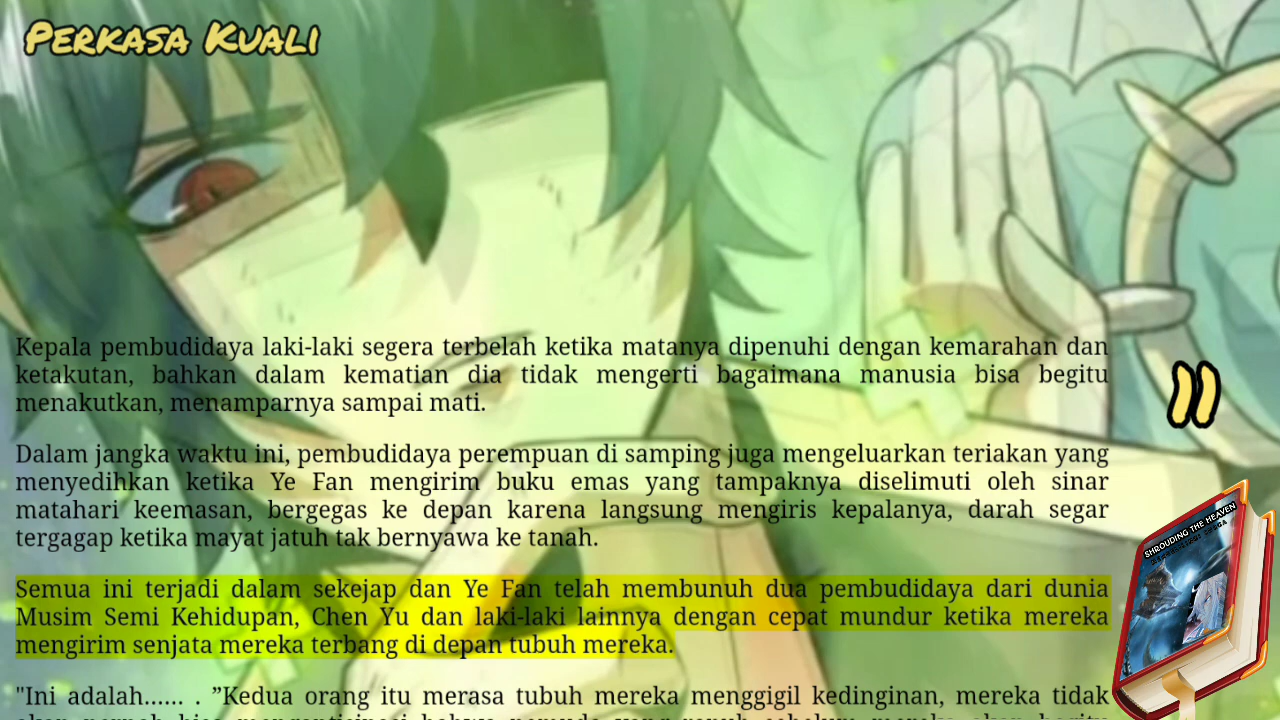 Perkasa Kuali
Kepala pembudidaya laki-laki segera terbelah ketika matanya dipenuhi dengan kemarahan dan
ketakutan, bahkan dalam kematian dia tidak mengerti bagaimana manusia bisa begitu
menakutkan, menamparnya sampai mati.
Dalam jangka waktu ini, pembudidaya perempuan di samping juga mengeluarkan teriakan yang
menyedihkan ketika Ye Fan mengirim buku emas yang tampaknya diselimuti oleh sinar
matahari keemasan, bergegas ke depan karena langsung mengiris kepalanya, darah segar
tergagap ketika mayat jatuh tak bernyawa ke tanah.
Semua ini terjadi dalam sekejap dan Ye Fan telah membunuh dua pembudidaya dari dunia
Musim Semi Kehidupan, Chen Yu dan laki-laki lainnya dengan cepat mundur ketika mereka
mengirim senjata mereka terbang di depan tubuh mereka.
"Ini adalah...... . ”Kedua orang itu merasa tubuh mereka menggigil kedinginan, mereka tidak
SHROUDING THE HEAVEN